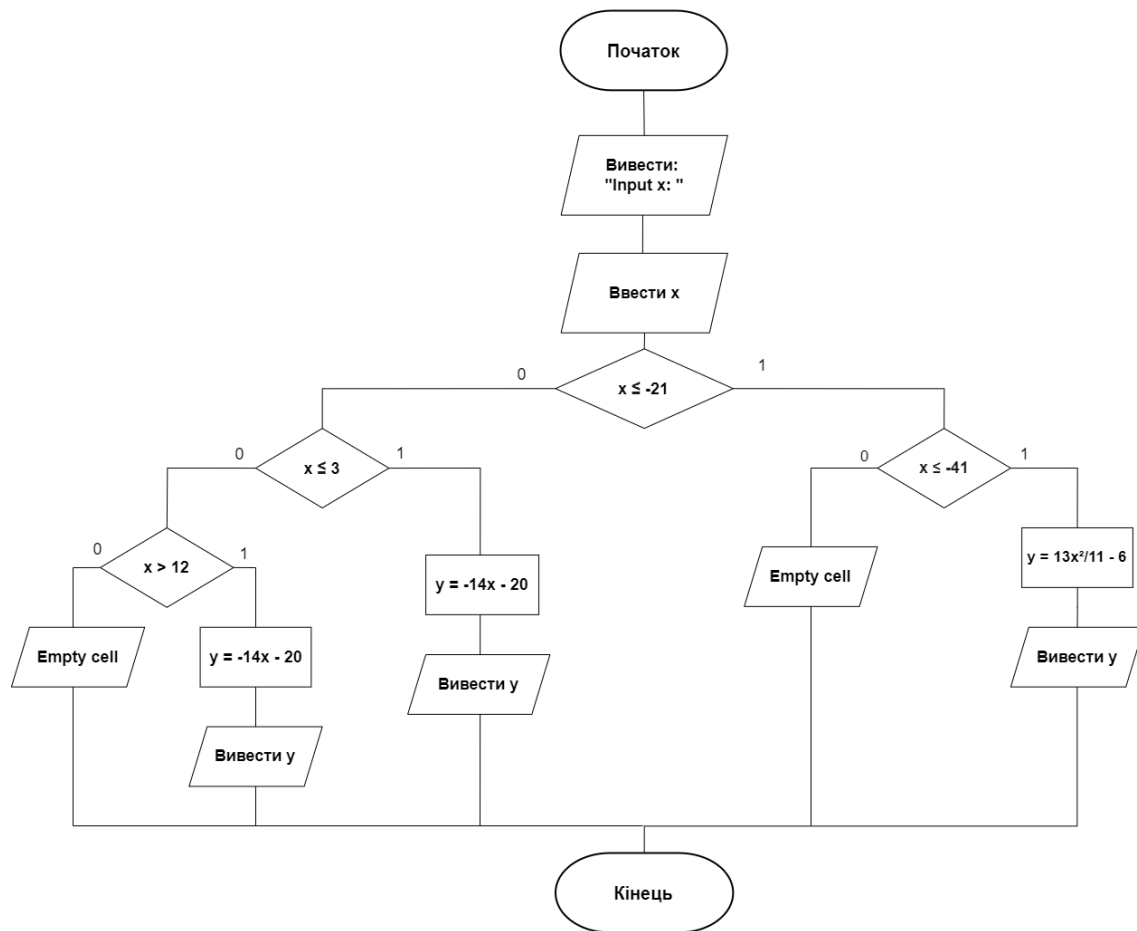 Початок
Вивести:
"Input x: "
Ввести x
0
1
x ≤ -21
0
1
0
1
x ≤ 3
x ≤ -41
0
1
x > 12
y = -14x - 20
Empty cell
y = 13x²/11 - 6
Empty cell
y = -14x - 20
Вивести y
Вивести y
Вивести y
Кінець